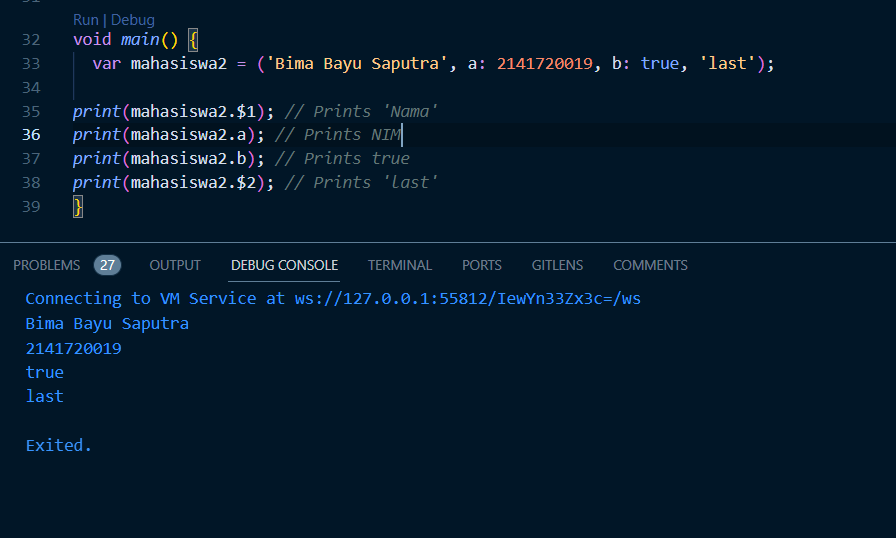 Run | Debug
32 void main() {
33 var mahasiswa2 = ('Bima Bayu Saputra', a: 2141720019, b: true, 'last');
34
35 print(mahasiswa2.$1); // Prints 'Nama'
36 print(mahasiswa2.a); // Prints NIM
37 print(mahasiswa2.b); // Prints true
38 print(mahasiswa2.$2); // Prints 'last'
39 }
PROBLEMS 27 OUTPUT DEBUG CONSOLE TERMINAL PORTS GITLENS COMMENTS
Connecting to VM Service at ws://127.0.0.1:55812/IewYn33Zx3c=/ws
Bima Bayu Saputra
2141720019
true
last
Exited.